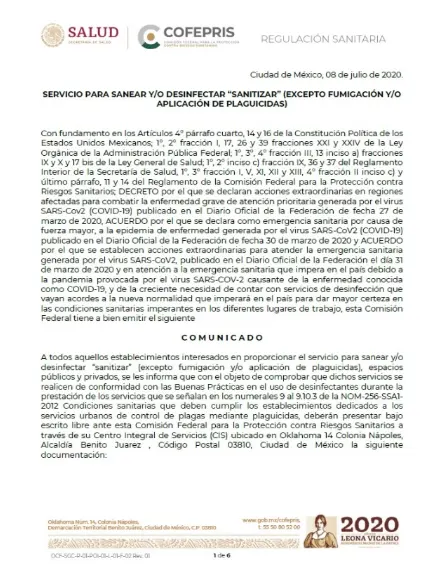 SALUD
SECRETARÍA DE SALUD
COFEPRIS
COMISIÓN FEDERAL PARA LA PROTECCIÓN
CONTRA RIESGOS SANITARIOS
REGULACIÓN SANITARIA
Ciudad de México, 08 de julio de 2020.
SERVICIO PARA SANEAR Y/O DESINFECTAR “SANITIZAR” (EXCEPTO FUMIGACIÓN Y/O
APLICACIÓN DE PLAGUICIDAS)
Con fundamento en los Artículos 4º párrafo cuarto, 14 y 16 de la Constitución Política de los
Estados Unidos Mexicanos; 1º, 2º fracción I, 17, 26 y 39 fracciones XXI y XXIV de la Ley
Orgánica de la Administración Pública Federal; 1º, 3º, 4º fracción III, 13 inciso a) fracciones
IX y X y 17 bis de la Ley General de Salud; 1º, 2º inciso c) fracción IX, 36 y 37 del Reglamento
Interior de la Secretaría de Salud, 1º, 3º fracción I, V, XI, XII y XIII, 4º fracción II inciso c) y
último párrafo, 11 y 14 del Reglamento de la Comisión Federal para la Protección contra
Riesgos Sanitarios; DECRETO por el que se declaran acciones extraordinarias en regiones
afectadas para combatir la enfermedad grave de atención prioritaria generada por el virus
SARS-Cov2 (COVID-19) publicado en el Diario Oficial de la Federación de fecha 27 de
marzo de 2020, ACUERDO por el que se declara como emergencia sanitaria por causa de
fuerza mayor, a la epidemia de enfermedad generada por el virus SARS-CoV2 (COVID-19)
publicado en el Diario Oficial de la Federación de fecha 30 de marzo de 2020 y ACUERDO
por el que se establecen acciones extraordinarias para atender la emergencia sanitaria
generada por el virus SARS-COV2, publicado en el Diario Oficial de la Federación el día 31
de marzo de 2020 y en atención a la emergencia sanitaria que impera en el país debido a
la pandemia provocada por el virus SARS-COV-2 causante de la enfermedad conocida
como COVID-19, y de la creciente necesidad de contar con servicios de desinfección que
vayan acordes a la nueva normalidad que imperará en el país para dar mayor certeza en
las condiciones sanitarias imperantes en los diferentes lugares de trabajo, esta Comisión
Federal tiene a bien emitir el siguiente
C O M U N I C A D O
A todos aquellos establecimientos interesados en proporcionar el servicio para sanear y/o
desinfectar “sanitizar” (excepto fumigación y/o aplicación de plaguicidas), espacios
públicos y privados, se les informa que con el objeto de comprobar que dichos servicios se
realicen de conformidad con las Buenas Prácticas en el uso de desinfectantes durante la
prestación de los servicios que se señalan en los numerales 9 al 9.10.3 de la NOM-256-SSA1-
2012 Condiciones sanitarias que deben cumplir los establecimientos dedicados a los
servicios urbanos de control de plagas mediante plaguicidas, deberán presentar bajo
escrito libre ante esta Comisión Federal para la Protección contra Riesgos Sanitarios a
través de su Centro Integral de Servicios (CIS) ubicado en Oklahoma 14 Colonia Nápoles,
Alcaldía Benito Juarez , Código Postal 03810, Ciudad de México la siguiente
documentación:
Oklahoma Núm. 14, Colonia Nápoles,
Demarcación Territorial Benito Juárez, Ciudad de México, C.P. 03810
www.gob.mx/cofepris
t: 55 50 80 52 00
2020
LEONA VICARIO
1 de 6